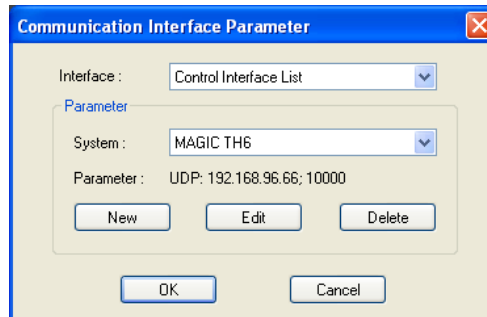 Communication Interface Parameter
Interface : Control Interface List
Parameter
System : MAGIC TH6
Parameter : UDP: 192.168.96.66; 10000
New Edit Delete
OK Cancel